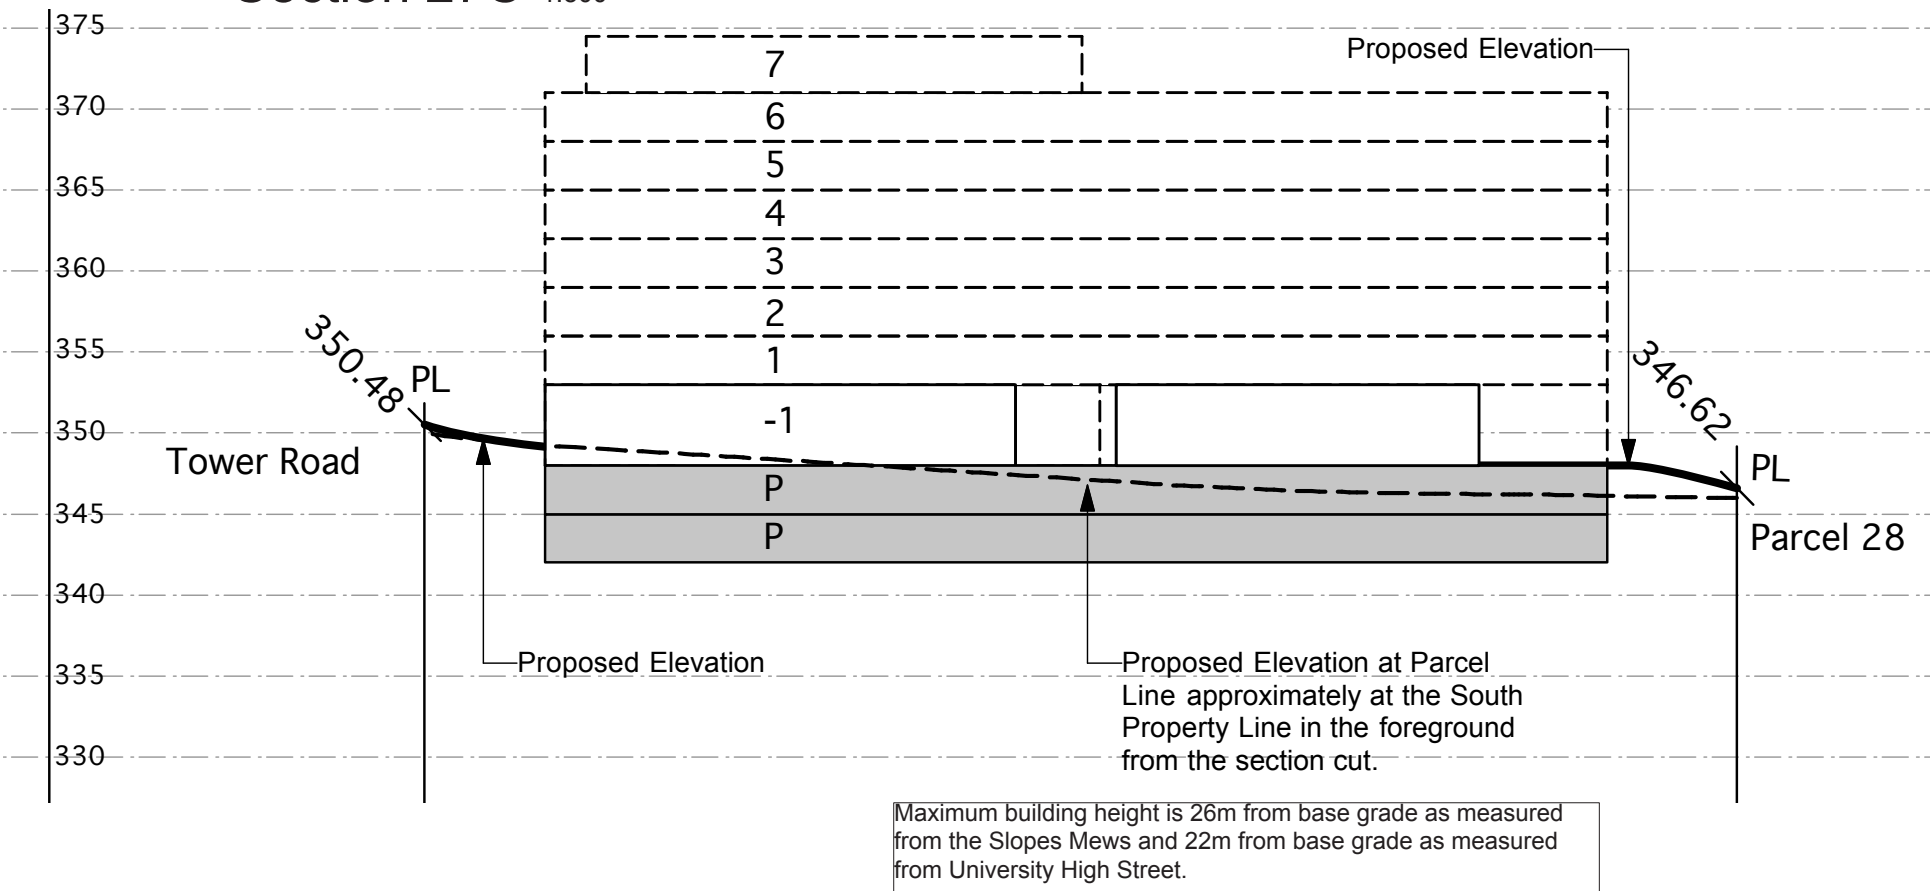 375
7
Proposed Elevation
370
6
5
365
4
360
3
2
355
1
350.48
PL
346.62
350
-1
Tower Road
PL
P
345
P
Parcel 28
340
Proposed Elevation
335
Proposed Elevation at Parcel
Line approximately at the South
Property Line in the foreground
from the section cut.
330
Maximum building height is 26m from base grade as measured
from the Slopes Mews and 22m from base grade as measured
from University High Street.